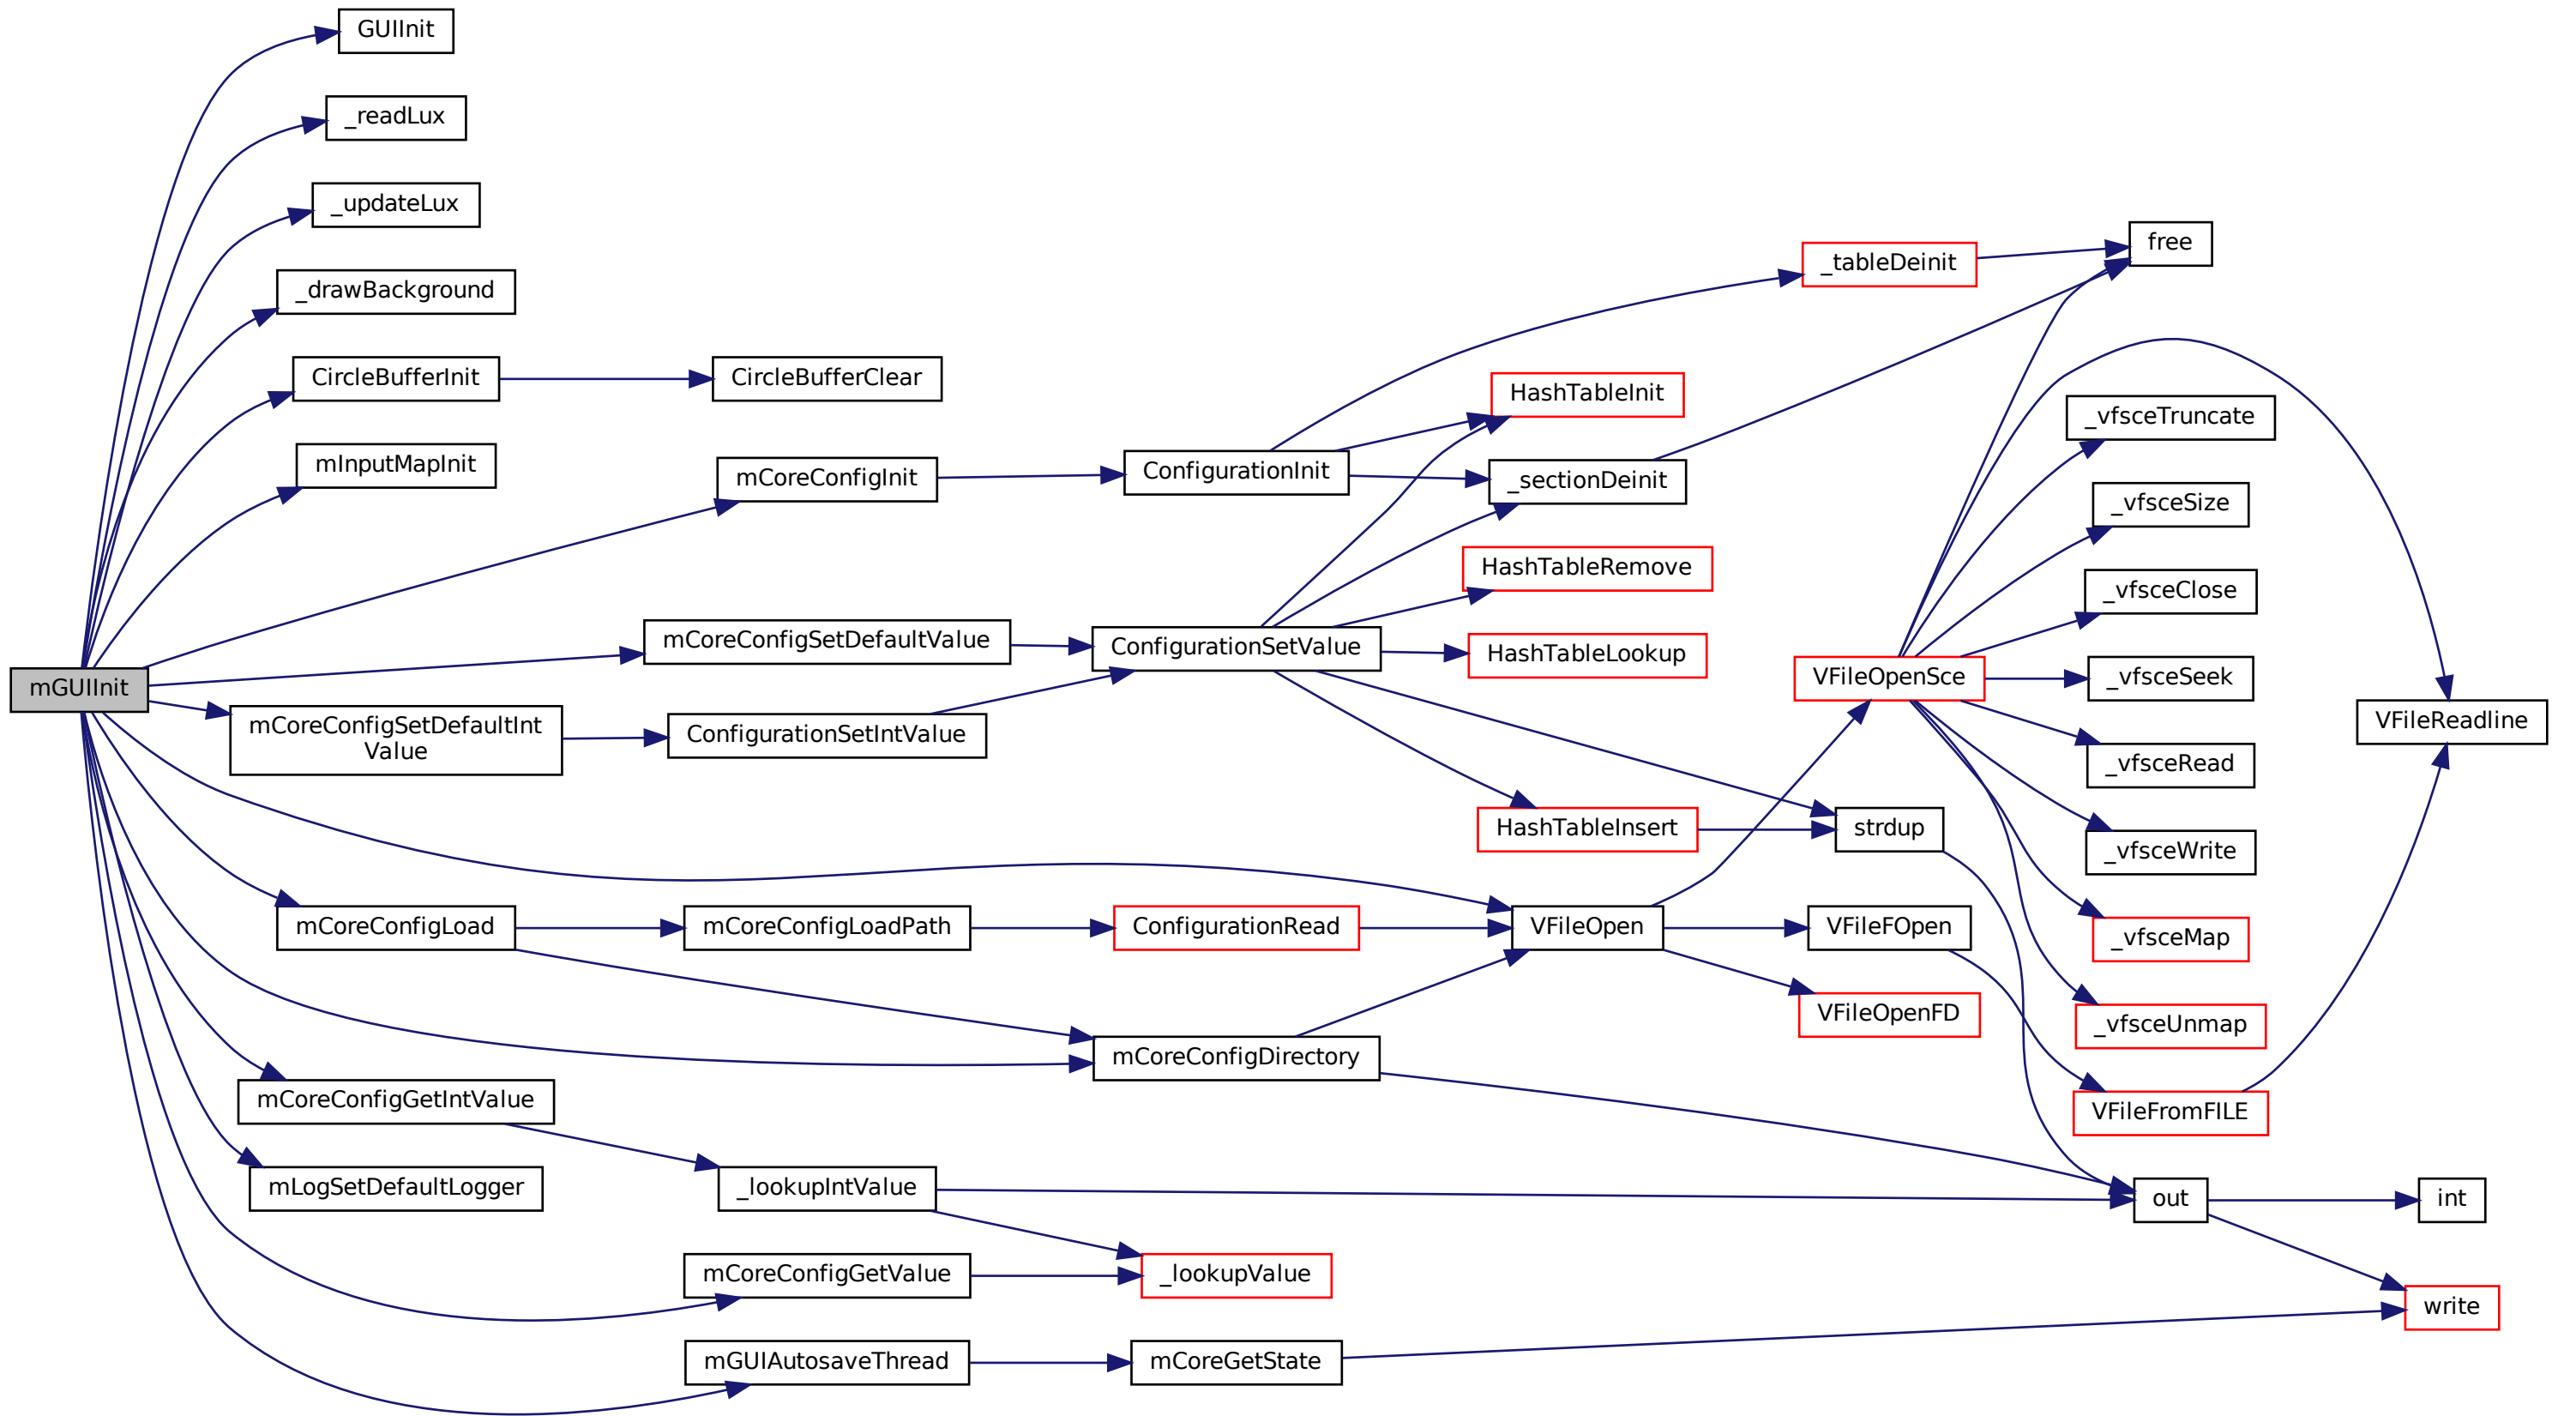 mGUIInit
GUIInit
_readLux
_updateLux
_drawBackground
CircleBufferInit
CircleBufferClear
mInputMapInit
mCoreConfigInit
ConfigurationInit
_tableDeinit
free
HashTableInit
_sectionDeinit
HashTableRemove
HashTableLookup
mCoreConfigSetDefaultValue
ConfigurationSetValue
mCoreConfigSetDefaultInt
Value
ConfigurationSetIntValue
HashTableInsert
strdup
VFileOpenSce
_vfsceTruncate
_vfsceSize
_vfsceClose
_vfsceSeek
_vfsceRead
_vfsceWrite
_vfsceMap
_vfsceUnmap
VFileReadline
mCoreConfigLoad
mCoreConfigLoadPath
ConfigurationRead
VFileOpen
VFileFOpen
VFileOpenFD
VFileFromFILE
mCoreConfigDirectory
mCoreConfigGetIntValue
mLogSetDefaultLogger
_lookupIntValue
out
int
mCoreConfigGetValue
_lookupValue
write
mGUIAutosaveThread
mCoreGetState